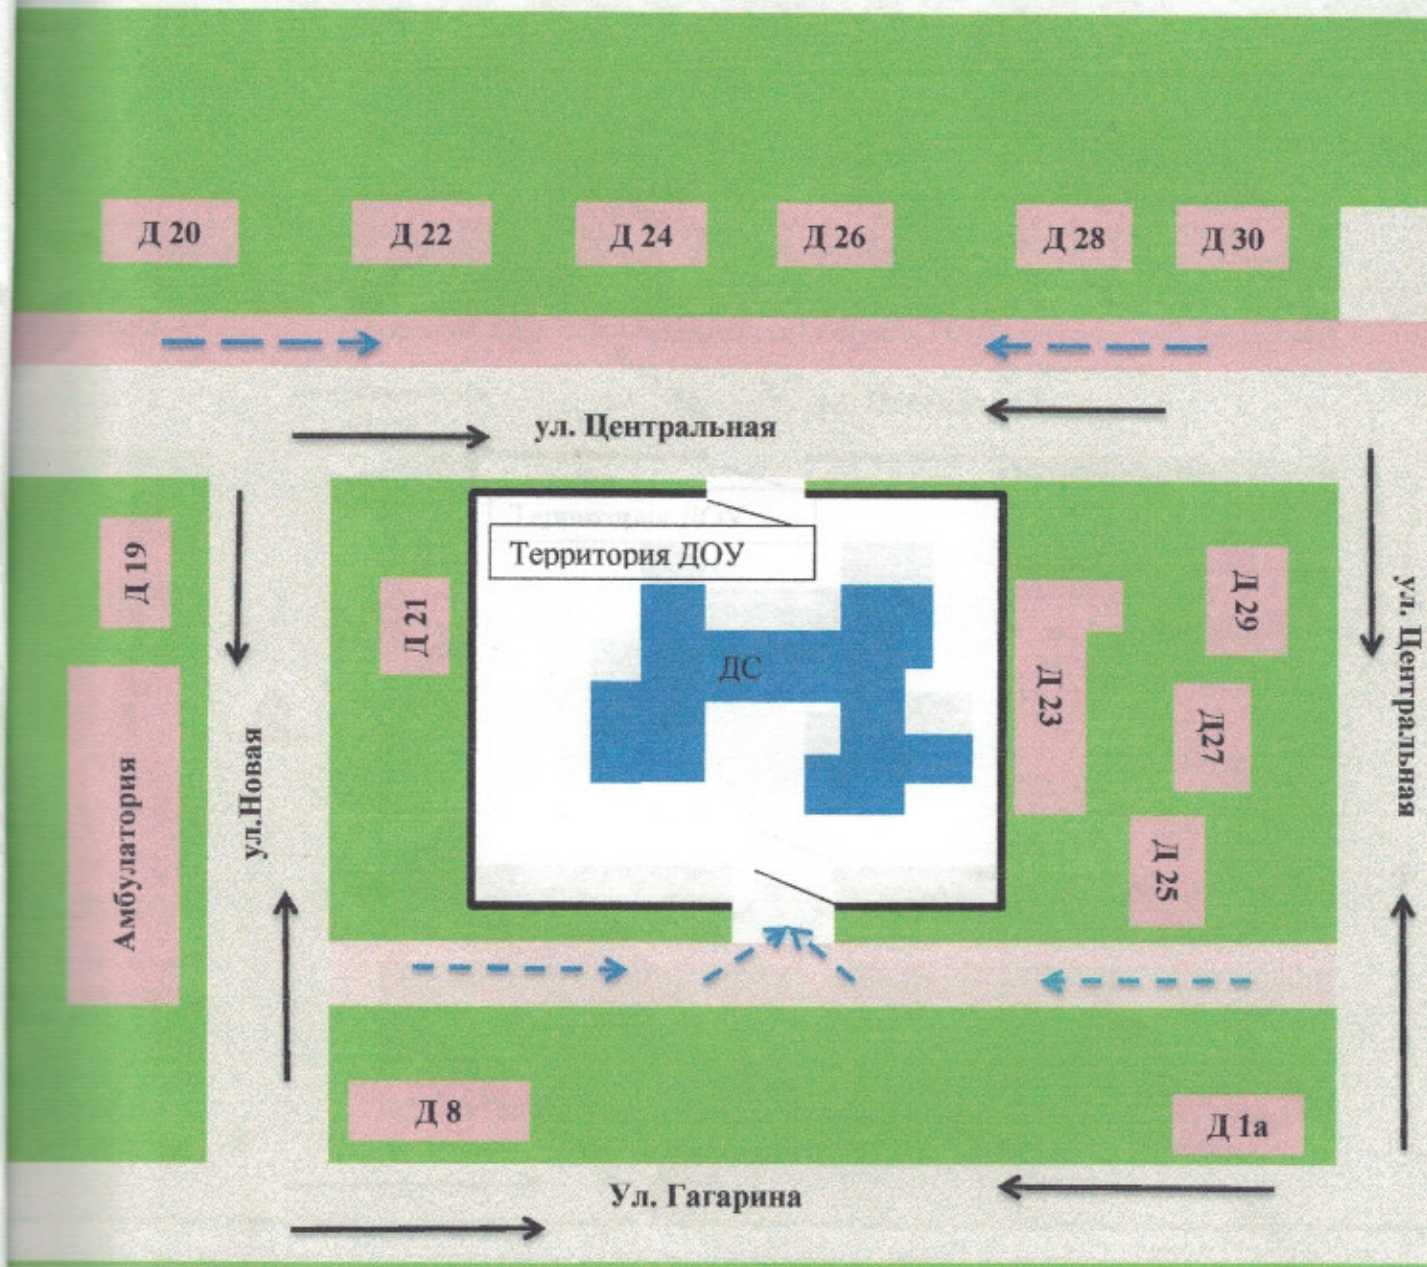 Д 20
Д 22
Д 24
Д 26
Д 28
Д 30
ул. Центральная
Территория ДОУ
Д 19
Д 21
ДС
Д 23
Д 29
Д27
Д 25
ул. Центральная
ул.Новая
Амбулатория
Д 8
Д 1а
Ул. Гагарина